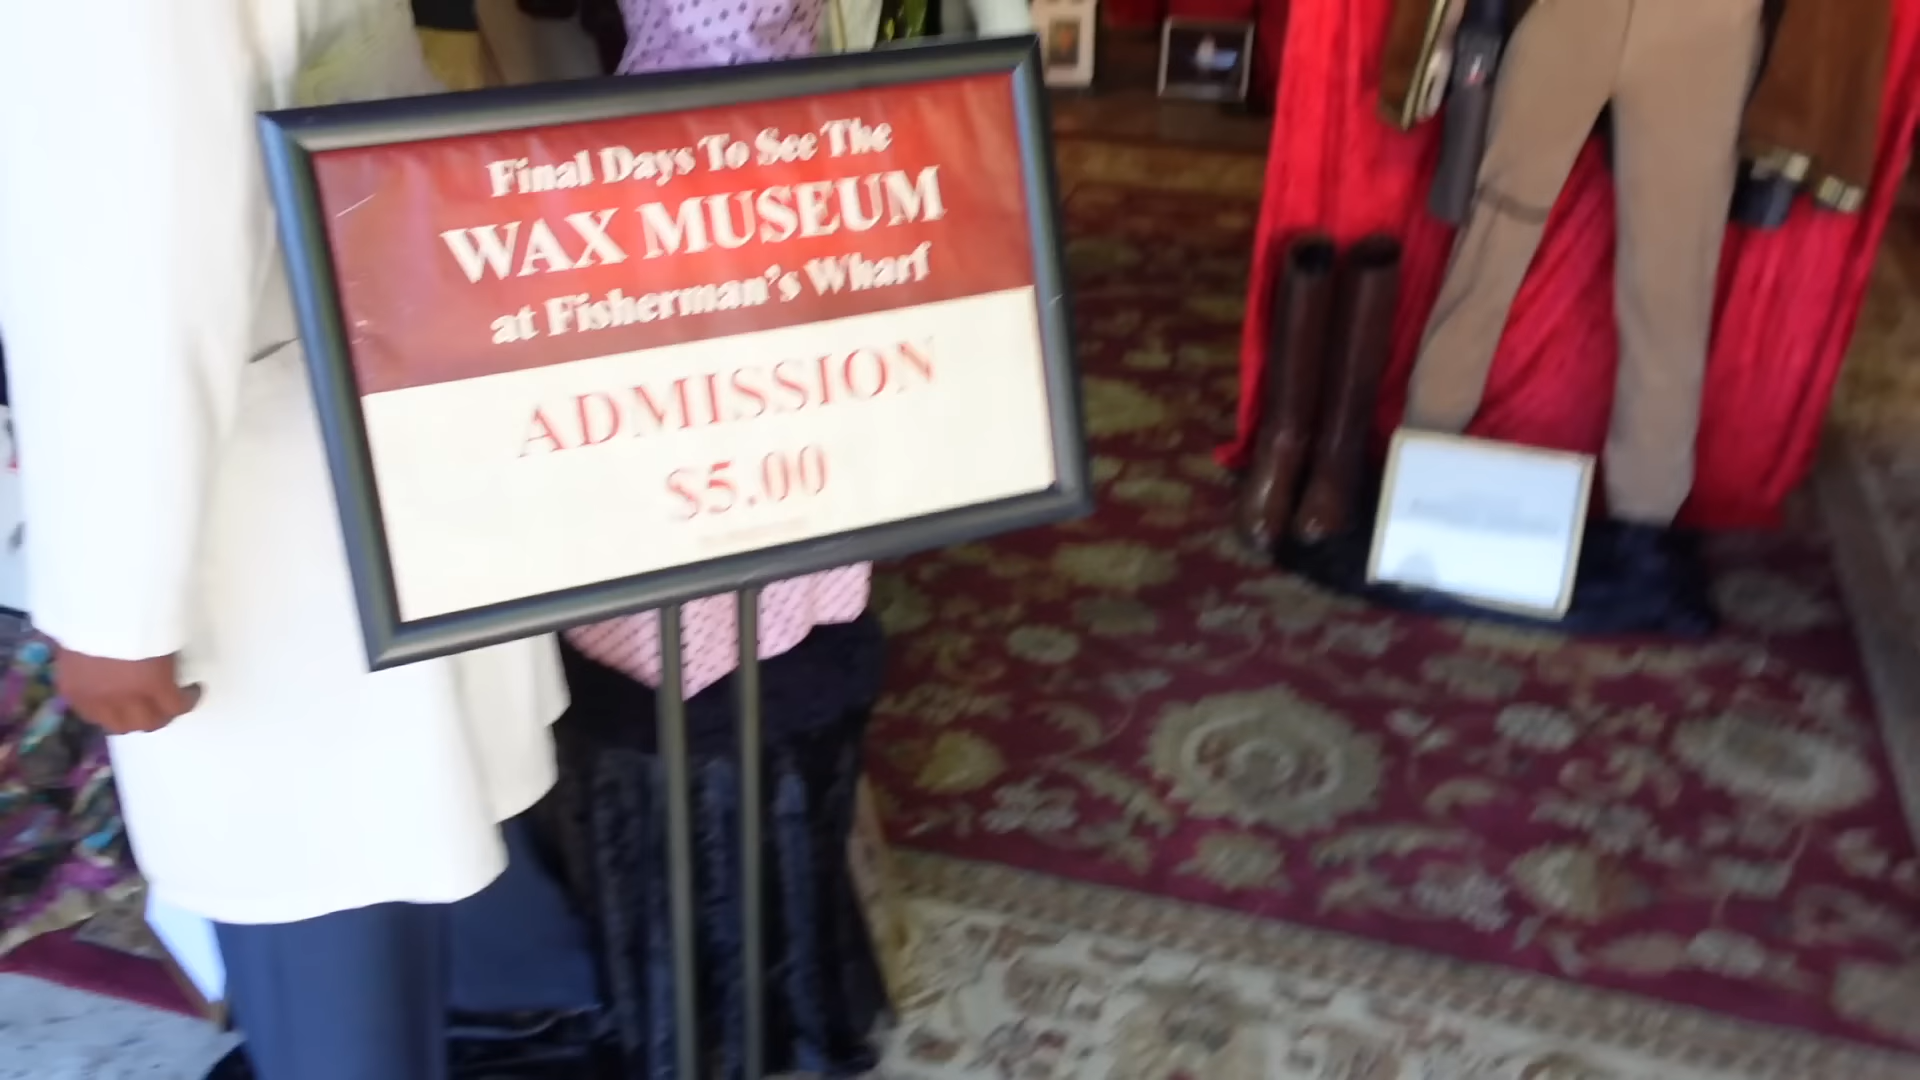 Final Days To See The
WAX MUSEUM
at Fisherman's Wharf
ADMISSION
$5.00